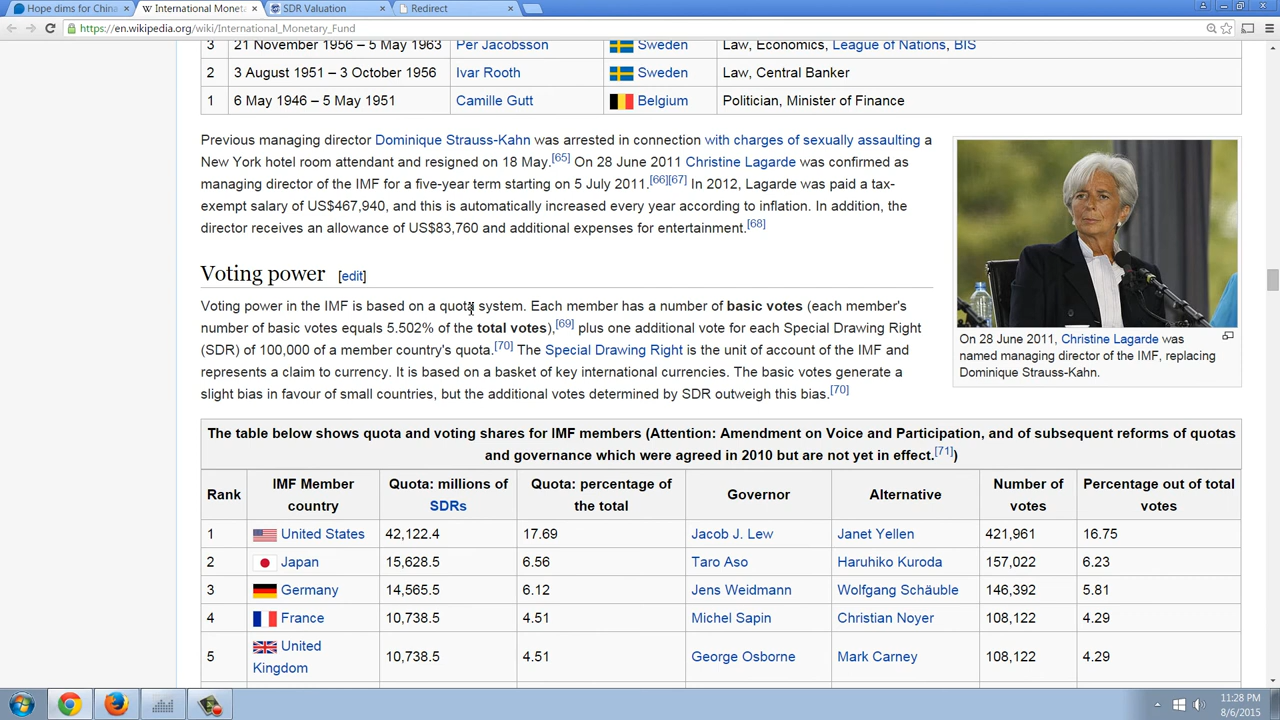 Hope dims for China
International Moneta
SDR Valuation
Redirect
https://en.wikipedia.org/wiki/International_Monetary_Fund
3 21 November 1956 – 5 May 1963 Per Jacobsson Sweden Law, Economics, League of Nations, BIS
2 3 August 1951 – 3 October 1956 Ivar Rooth Sweden Law, Central Banker
1 6 May 1946 – 5 May 1951 Camille Gutt Belgium Politician, Minister of Finance
Previous managing director Dominique Strauss-Kahn was arrested in connection with charges of sexually assaulting a
New York hotel room attendant and resigned on 18 May.[65] On 28 June 2011 Christine Lagarde was confirmed as
managing director of the IMF for a five-year term starting on 5 July 2011.[66][67] In 2012, Lagarde was paid a tax-
exempt salary of US$467,940, and this is automatically increased every year according to inflation. In addition, the
director receives an allowance of US$83,760 and additional expenses for entertainment.[68]
On 28 June 2011, Christine Lagarde was
named managing director of the IMF, replacing
Dominique Strauss-Kahn.
Voting power [edit]
Voting power in the IMF is based on a quota system. Each member has a number of basic votes (each member's
number of basic votes equals 5.502% of the total votes),[69] plus one additional vote for each Special Drawing Right
(SDR) of 100,000 of a member country's quota.[70] The Special Drawing Right is the unit of account of the IMF and
represents a claim to currency. It is based on a basket of key international currencies. The basic votes generate a
slight bias in favour of small countries, but the additional votes determined by SDR outweigh this bias.[70]
The table below shows quota and voting shares for IMF members (Attention: Amendment on Voice and Participation, and of subsequent reforms of quotas
and governance which were agreed in 2010 but are not yet in effect.[71])
Rank IMF Member country Quota: millions of SDRs Quota: percentage of the total Governor Alternative Number of votes Percentage out of total votes
1 United States 42,122.4 17.69 Jacob J. Lew Janet Yellen 421,961 16.75
2 Japan 15,628.5 6.56 Taro Aso Haruhiko Kuroda 157,022 6.23
3 Germany 14,565.5 6.12 Jens Weidmann Wolfgang Schäuble 146,392 5.81
4 France 10,738.5 4.51 Michel Sapin Christian Noyer 108,122 4.29
5 United Kingdom 10,738.5 4.51 George Osborne Mark Carney 108,122 4.29
11:28 PM
8/6/2015